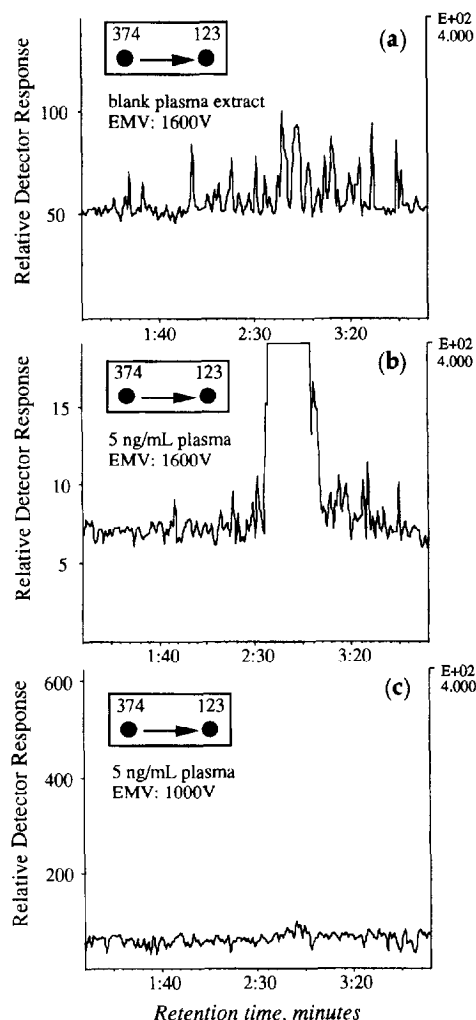 (a)
E+02
4.000
374 123
blank plasma extract
EMV: 1600V
Relative Detector Response
100
50
1:40 2:30 3:20
(b)
E+02
4.000
374 123
5 ng/mL plasma
EMV: 1600V
Relative Detector Response
15
10
5
1:40 2:30 3:20
(c)
E+02
4.000
374 123
5 ng/mL plasma
EMV: 1000V
Relative Detector Response
600
400
200
1:40 2:30 3:20
Retention time, minutes